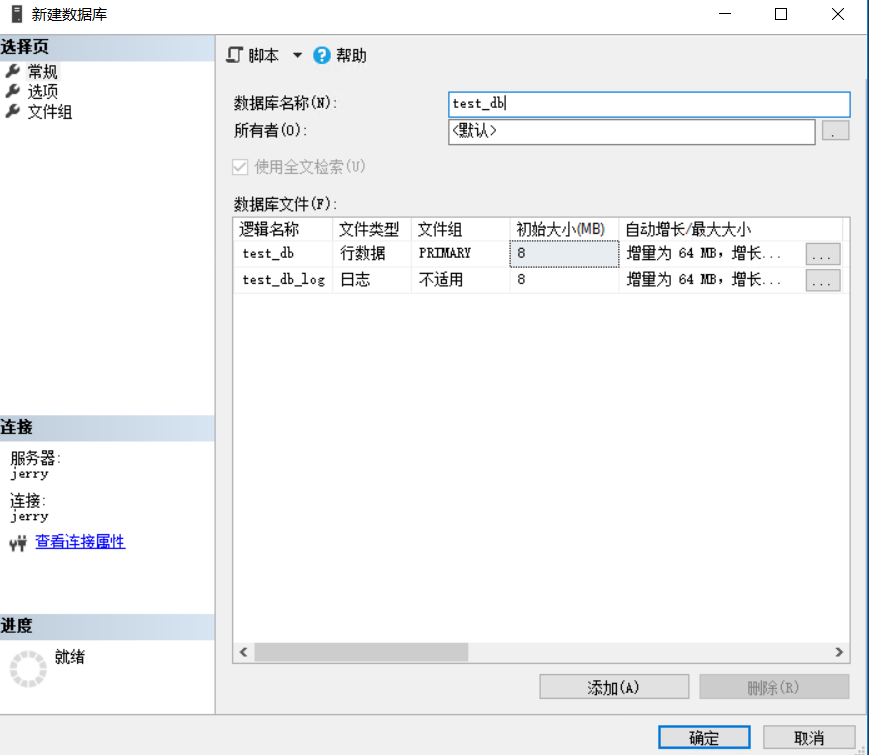 新建数据库
选择页
常规
选项
文件组
脚本 帮助
数据库名称(N): test_db
所有者(O): <默认> .
使用全文检索(U)
数据库文件(F):
逻辑名称 文件类型 文件组 初始大小(MB) 自动增长/最大大小
test_db 行数据 PRIMARY 8 增量为 64 MB，增长... ...
test_db_log 日志 不适用 8 增量为 64 MB，增长... ...
连接
服务器:
jerry
连接:
jerry
查看连接属性
进度
就绪
添加(A) 删除(R)
确定 取消